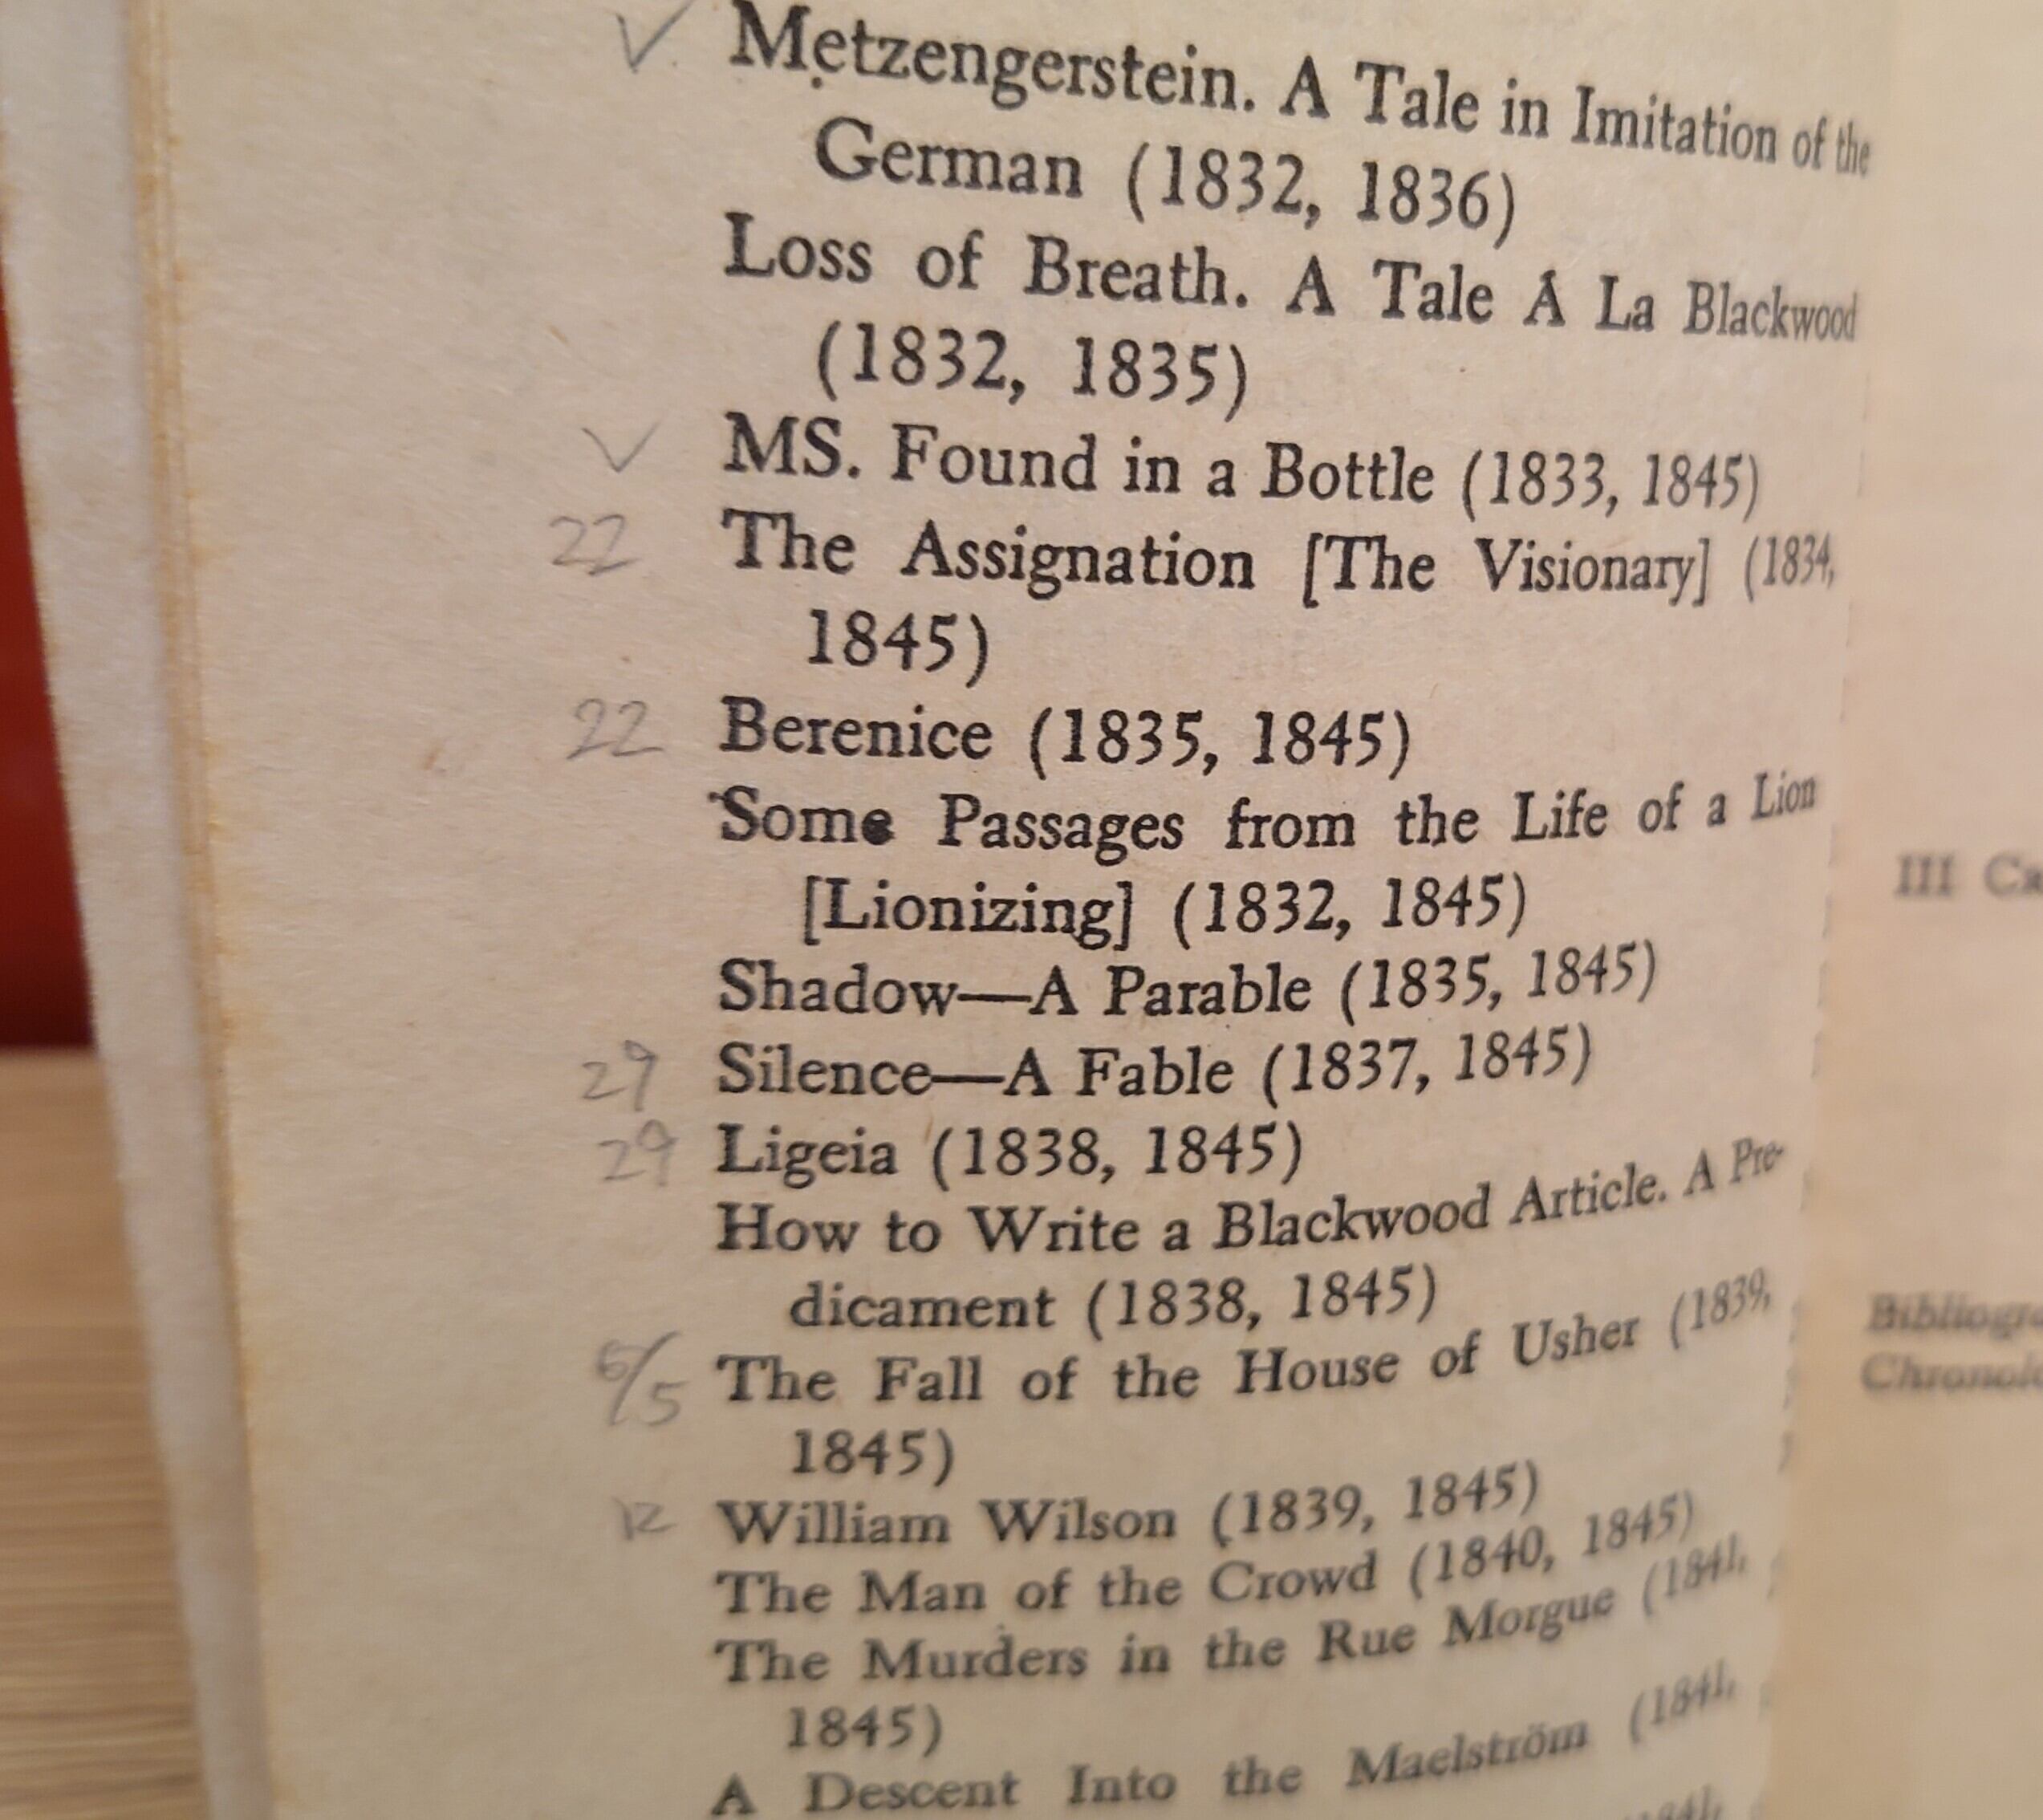 ✓ Metzengerstein. A Tale in Imitation of the
German (1832, 1836)
Loss of Breath. A Tale Á La Blackwood
(1832, 1835)
✓ MS. Found in a Bottle (1833, 1845)
22 The Assignation [The Visionary] (1834,
1845)
22 Berenice (1835, 1845)
Some Passages from the Life of a Lion
[Lionizing] (1832, 1845)
Shadow—A Parable (1835, 1845)
29 Silence—A Fable (1837, 1845)
29 Ligeia (1838, 1845)
How to Write a Blackwood Article. A Pre-
dicament (1838, 1845)
6/5 The Fall of the House of Usher (1839,
1845)
12 William Wilson (1839, 1845)
The Man of the Crowd (1840, 1845)
The Murders in the Rue Morgue (1841,
1845)
A Descent Into the Maelström (1841,
III